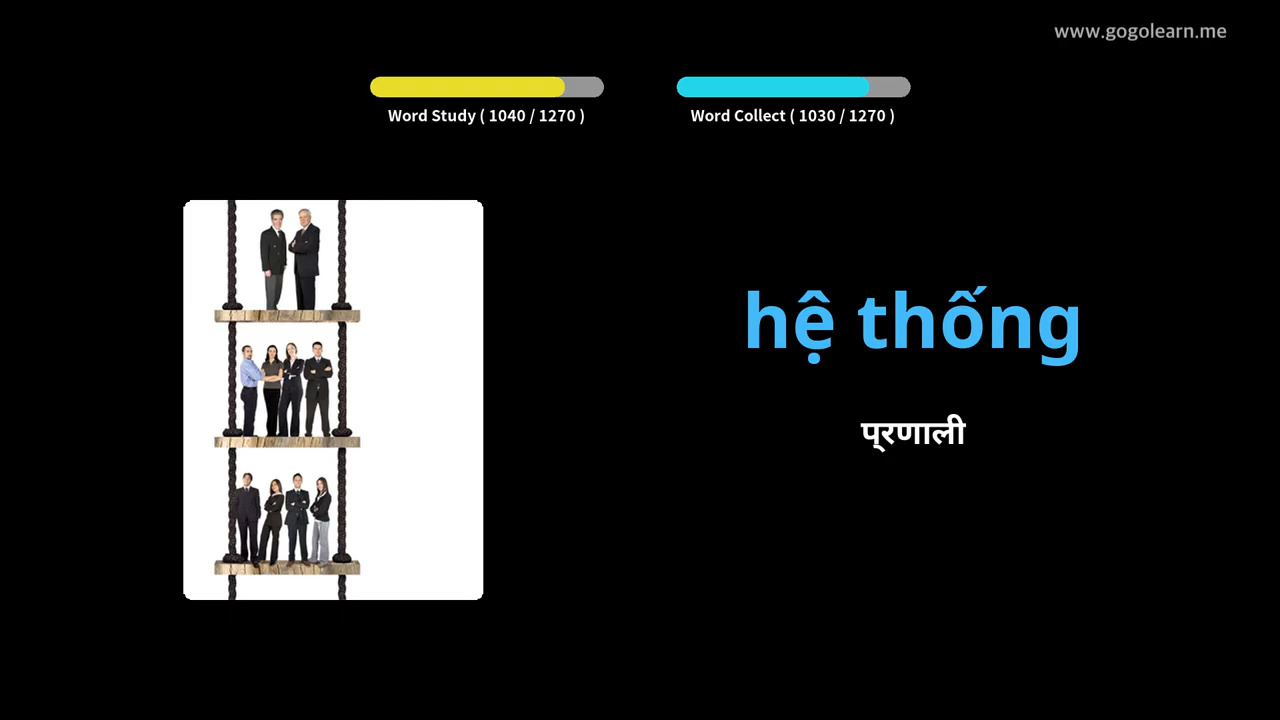 www.gogolearn.me
Word Study ( 1040 / 1270 )
Word Collect ( 1030 / 1270 )
hệ thống
प्रणाली